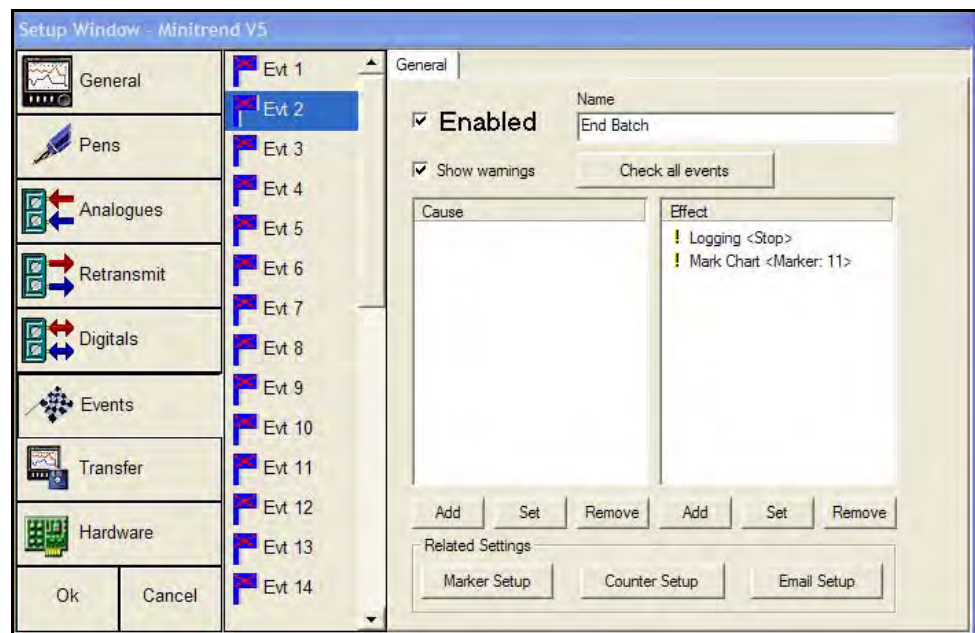 Setup Window - Minitrend V5
General
Pens
Analogues
Retransmit
Digitals
Events
Transfer
Hardware
Ok
Cancel
Evt 1
Evt 2
Evt 3
Evt 4
Evt 5
Evt 6
Evt 7
Evt 8
Evt 9
Evt 10
Evt 11
Evt 12
Evt 13
Evt 14
General
Enabled
Name
End Batch
Show warnings
Check all events
Cause
Effect
! Logging <Stop>
! Mark Chart <Marker: 11>
Add
Set
Remove
Add
Set
Remove
Related Settings
Marker Setup
Counter Setup
Email Setup